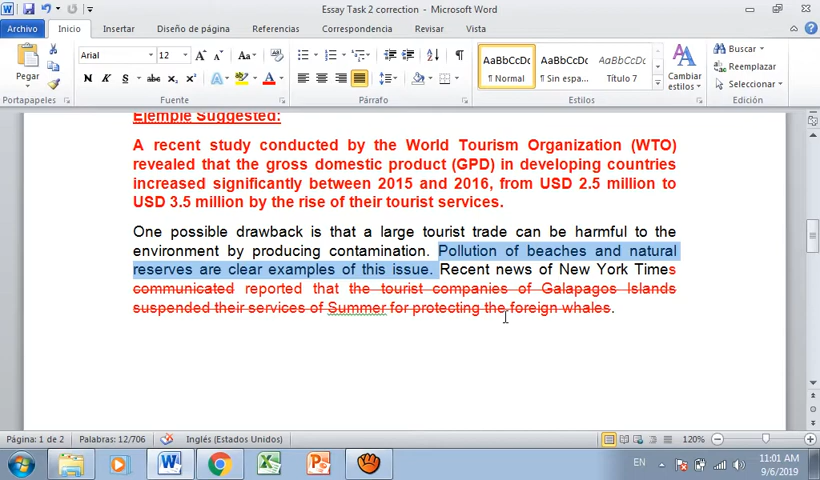 Essay Task 2 correction - Microsoft Word
Archivo Inicio Insertar Diseño de página Referencias Correspondencia Revisar Vista
Pegar
Arial 12 Aa
AaBbCcDc AaBbCcDc AaBbCcDc
¶ Normal ¶ Sin espa... Título 7
Cambiar estilos
Buscar
Reemplazar
Seleccionar
N K S abc x₂ x²
Portapapeles Fuente Párrafo Estilos Edición
Ejemple Suggested:
A recent study conducted by the World Tourism Organization (WTO)
revealed that the gross domestic product (GPD) in developing countries
increased significantly between 2015 and 2016, from USD 2.5 million to
USD 3.5 million by the rise of their tourist services.
One possible drawback is that a large tourist trade can be harmful to the
environment by producing contamination. Pollution of beaches and natural
reserves are clear examples of this issue. Recent news of New York Times
communicated reported that the tourist companies of Galapagos Islands
suspended their services of Summer for protecting the foreign whales.
Página: 1 de 2 Palabras: 12/706 Inglés (Estados Unidos) 120%
EN 11:01 AM
9/6/2019